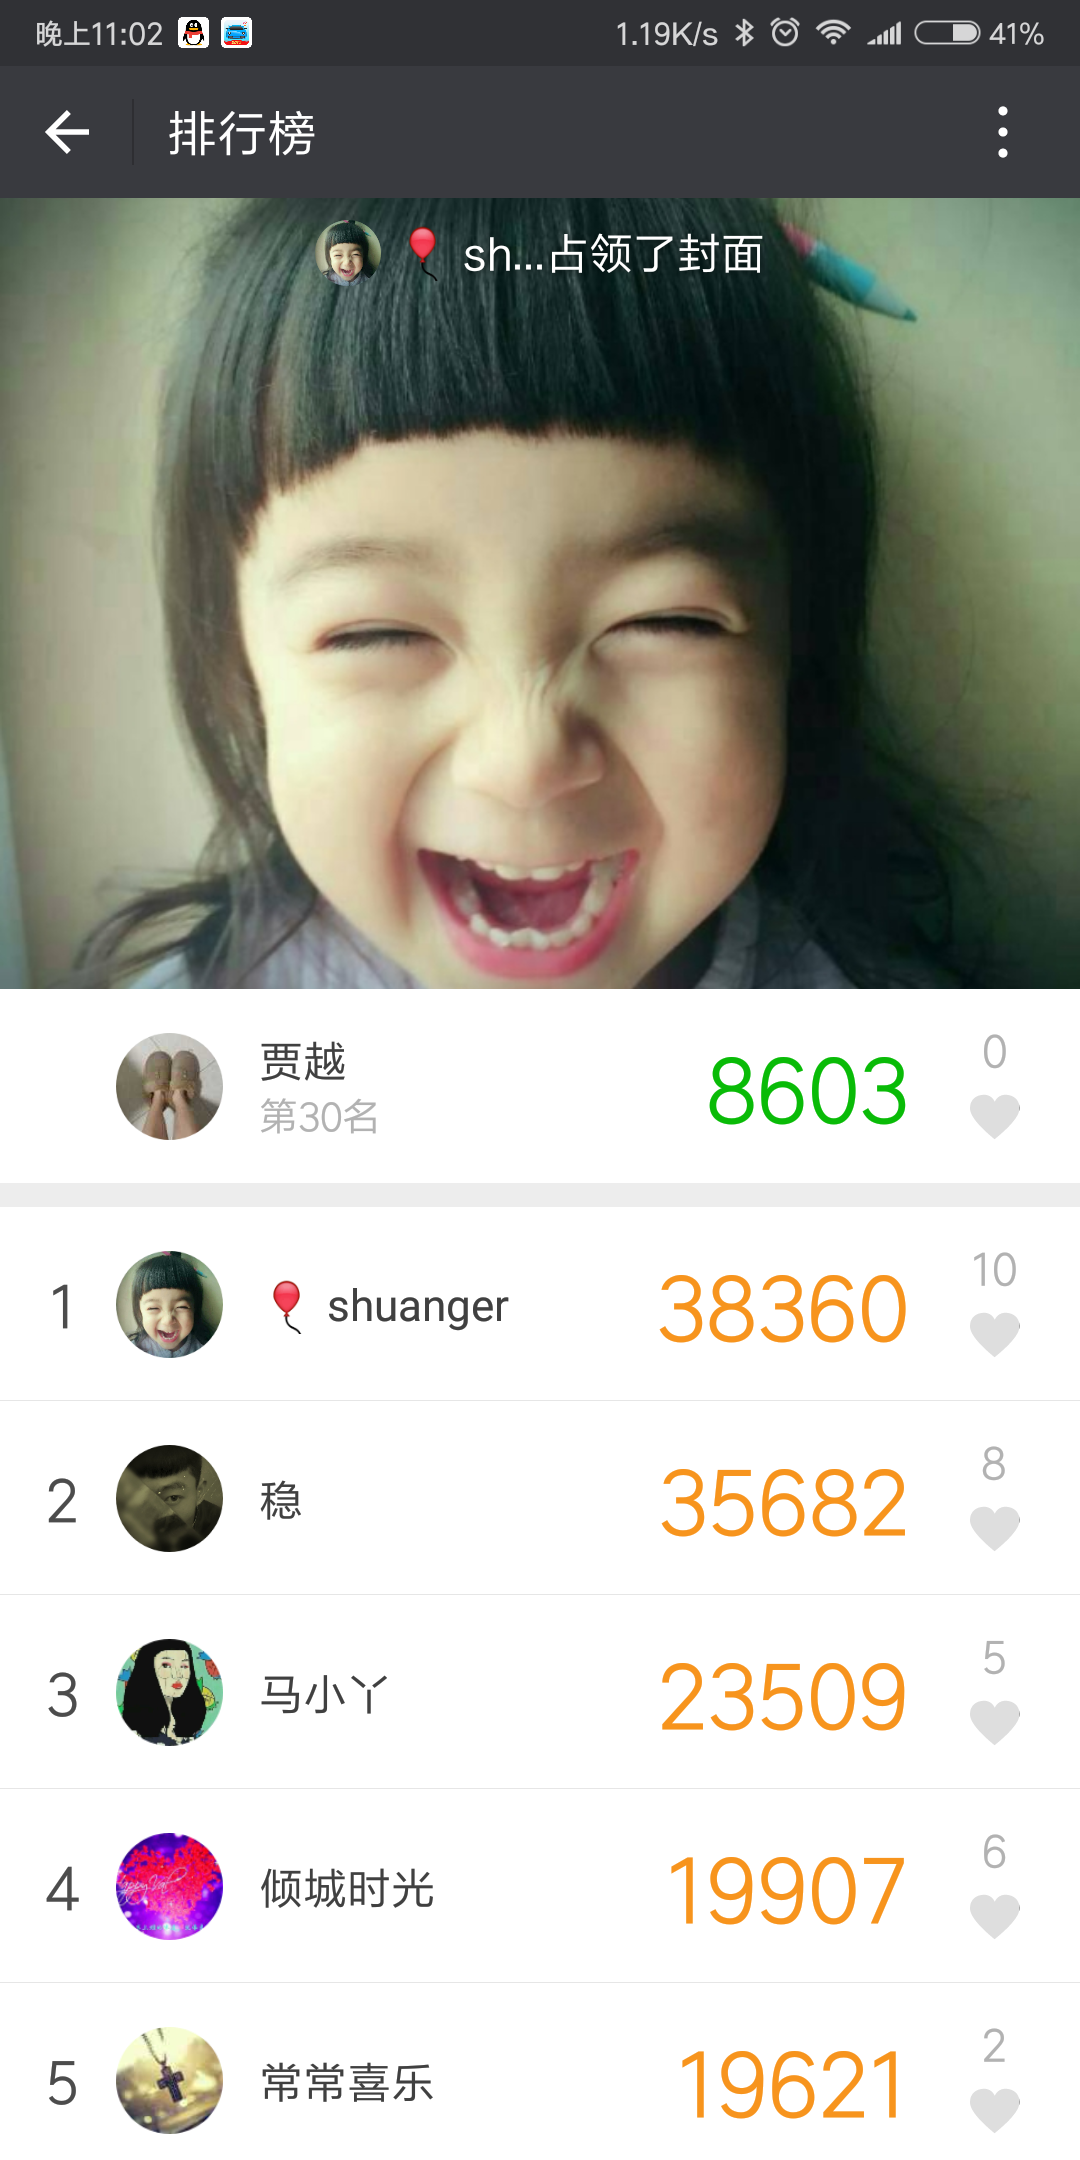 晚上11:02 1.19K/s 41%
排行榜
sh...占领了封面
贾越
第30名
8603
0
1 shuanger 38360 10
2 稳 35682 8
3 马小丫 23509 5
4 倾城时光 19907 6
5 常常喜乐 19621 2